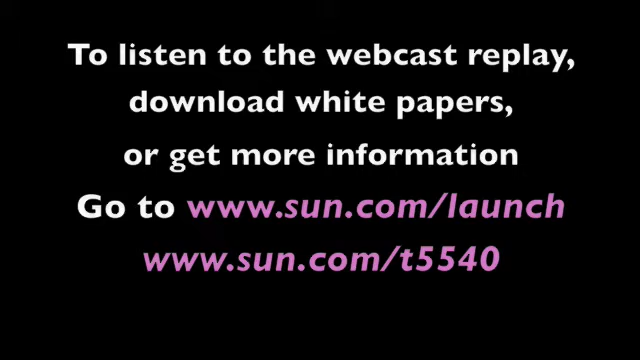 To listen to the webcast replay,
download white papers,
or get more information
Go to www.sun.com/launch
www.sun.com/t5540